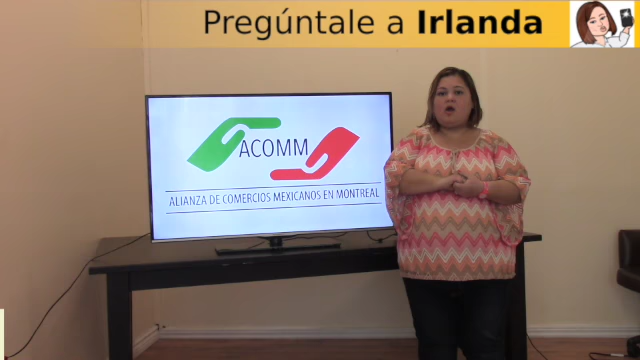 Pregúntale a Irlanda
ACOMM
ALIANZA DE COMERCIOS MEXICANOS EN MONTREAL